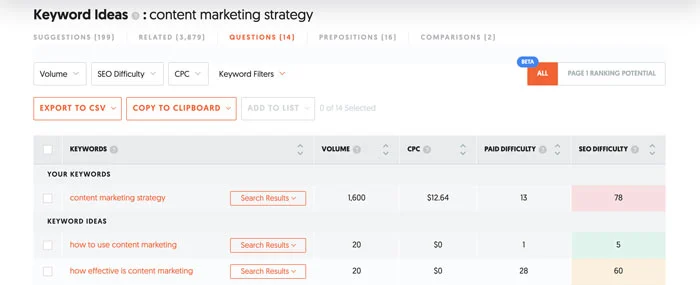 Keyword Ideas ? : content marketing strategy
SUGGESTIONS [199] RELATED [3,879] QUESTIONS [14] PREPOSITIONS [16] COMPARISONS [2]
BETA
Volume SEO Difficulty CPC Keyword Filters ALL PAGE 1 RANKING POTENTIAL
EXPORT TO CSV COPY TO CLIPBOARD ADD TO LIST 0 of 14 Selected
KEYWORDS ? VOLUME ? CPC ? PAID DIFFICULTY ? SEO DIFFICULTY ?
YOUR KEYWORDS
content marketing strategy Search Results 1,600 $12.64 13 78
KEYWORD IDEAS
how to use content marketing Search Results 20 $0 1 5
how effective is content marketing Search Results 20 $0 28 60